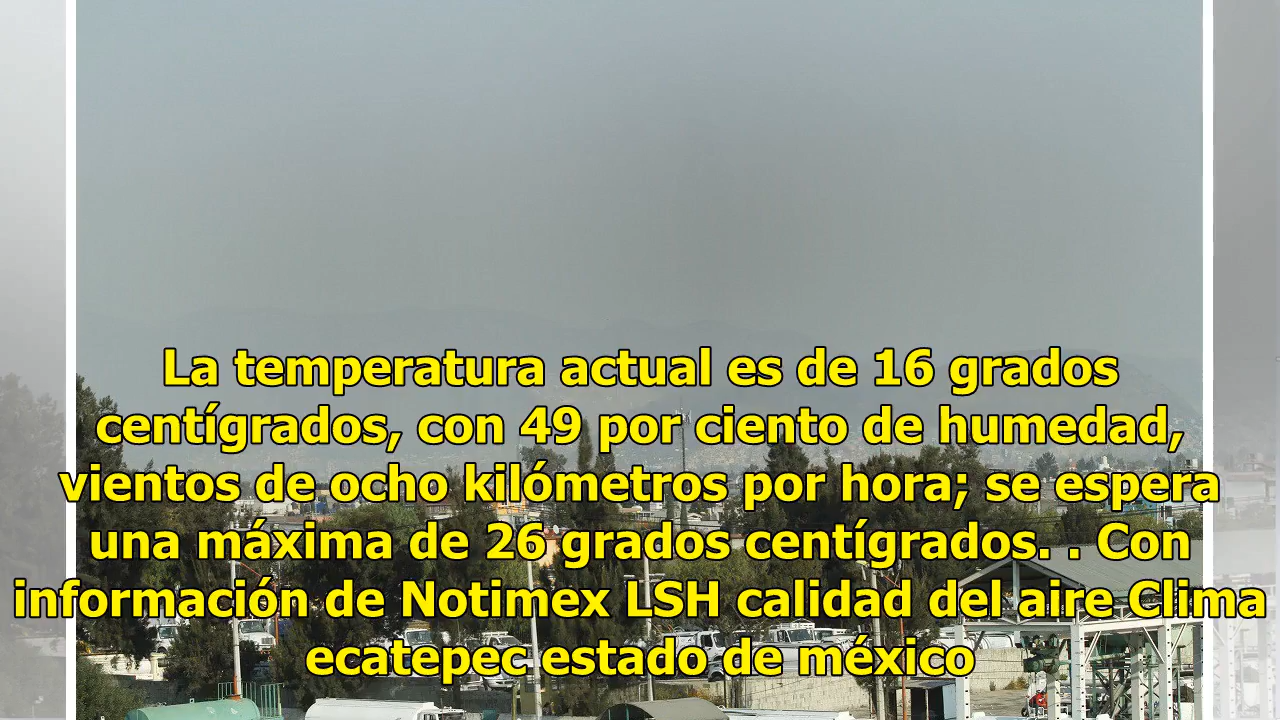 La temperatura actual es de 16 grados
centígrados, con 49 por ciento de humedad,
vientos de ocho kilómetros por hora; se espera
una máxima de 26 grados centígrados. . Con
información de Notimex LSH calidad del aire Clima
ecatepec estado de méxico